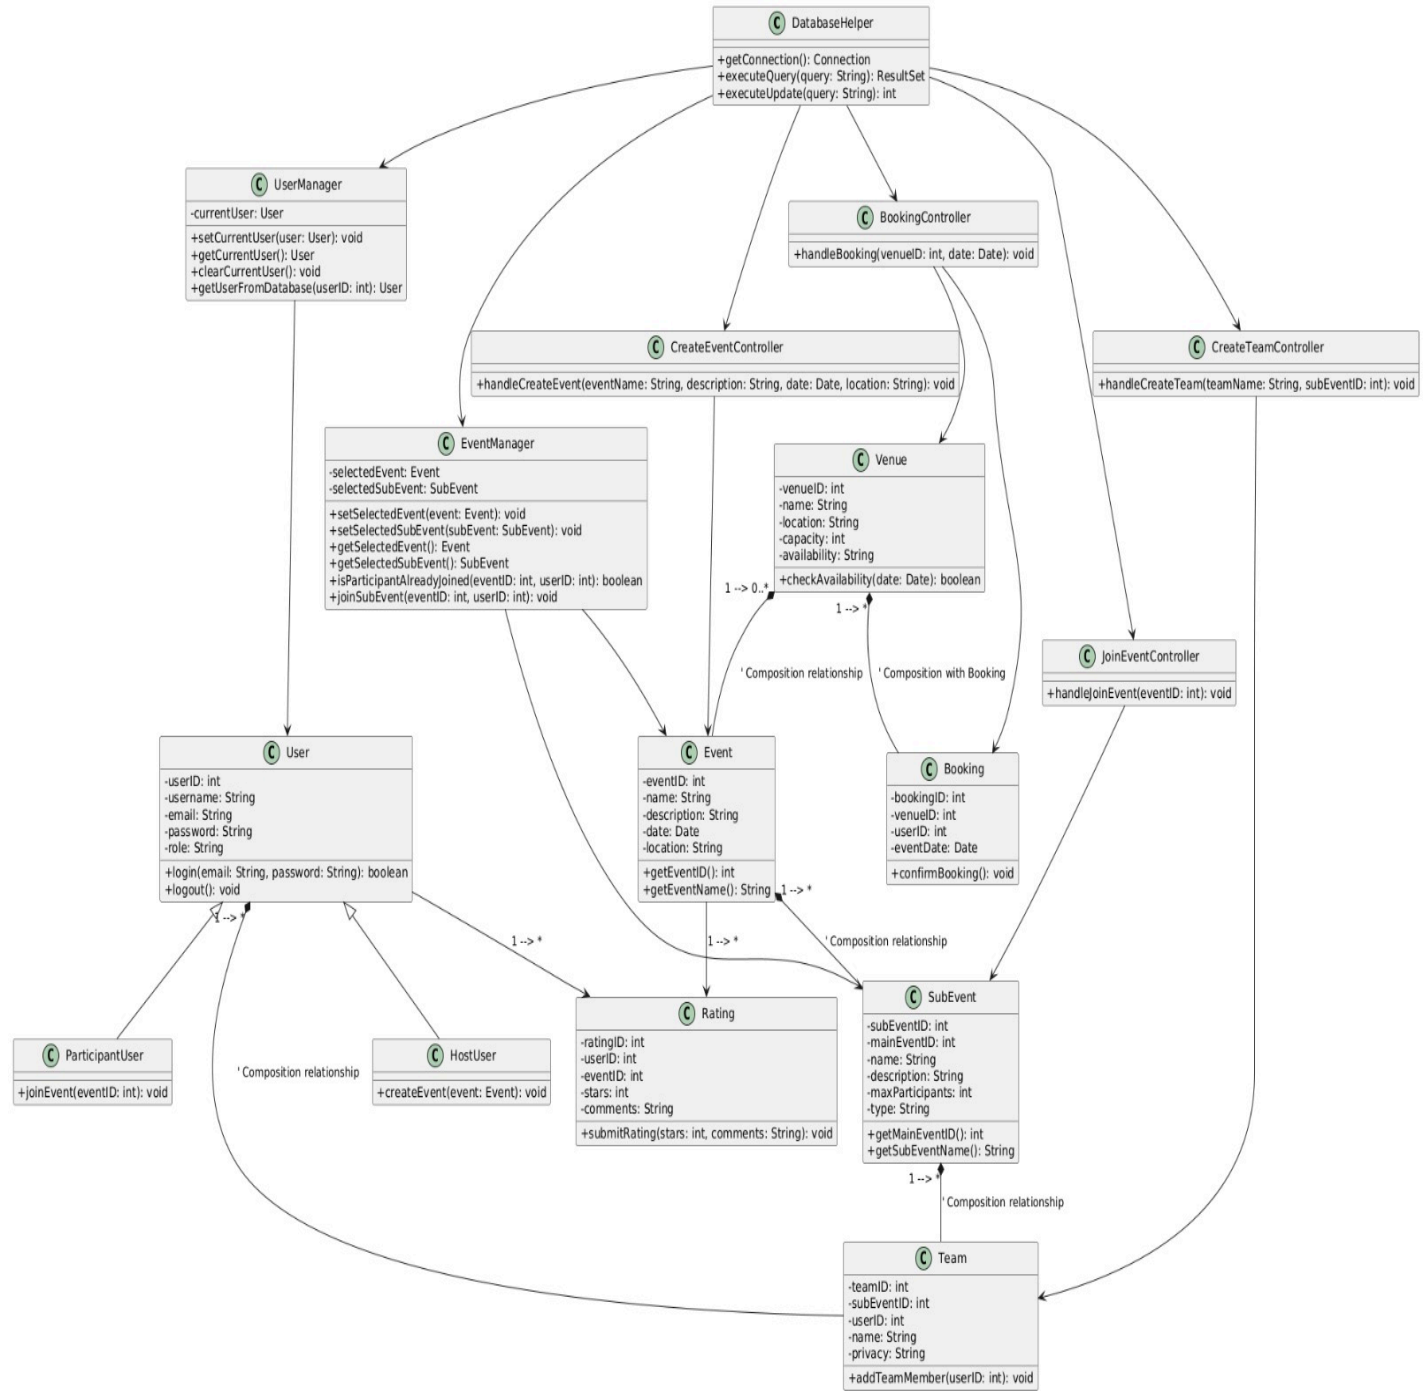 C DatabaseHelper
+getConnection(): Connection
+executeQuery(query: String): ResultSet
+executeUpdate(query: String): int
C UserManager
-currentUser: User
+setCurrentUser(user: User): void
+getCurrentUser(): User
+clearCurrentUser(): void
+getUserFromDatabase(userID: int): User
C BookingController
+handleBooking(venueID: int, date: Date): void
C CreateEventController
+handleCreateEvent(eventName: String, description: String, date: Date, location: String): void
C CreateTeamController
+handleCreateTeam(teamName: String, subEventID: int): void
C EventManager
-selectedEvent: Event
-selectedSubEvent: SubEvent
+setSelectedEvent(event: Event): void
+setSelectedSubEvent(subEvent: SubEvent): void
+getSelectedEvent(): Event
+getSelectedSubEvent(): SubEvent
+isParticipantAlreadyJoined(eventID: int, userID: int): boolean
+joinSubEvent(eventID: int, userID: int): void
C Venue
-venueID: int
-name: String
-location: String
-capacity: int
-availability: String
+checkAvailability(date: Date): boolean
1 --> 0..*
1 --> *
' Composition relationship
' Composition with Booking
C JoinEventController
+handleJoinEvent(eventID: int): void
C User
-userID: int
-username: String
-email: String
-password: String
-role: String
+login(email: String, password: String): boolean
+logout(): void
1 --> *
C Event
-eventID: int
-name: String
-description: String
-date: Date
-location: String
+getEventID(): int
+getEventName(): String
1 --> *
C Booking
-bookingID: int
-venueID: int
-userID: int
-eventDate: Date
+confirmBooking(): void
1 --> *
1 --> *
' Composition relationship
C ParticipantUser
+joinEvent(eventID: int): void
' Composition relationship
C HostUser
+createEvent(event: Event): void
C Rating
-ratingID: int
-userID: int
-eventID: int
-stars: int
-comments: String
+submitRating(stars: int, comments: String): void
C SubEvent
-subEventID: int
-mainEventID: int
-name: String
-description: String
-maxParticipants: int
-type: String
+getMainEventID(): int
+getSubEventName(): String
1 --> *
' Composition relationship
C Team
-teamID: int
-subEventID: int
-userID: int
-name: String
-privacy: String
+addTeamMember(userID: int): void